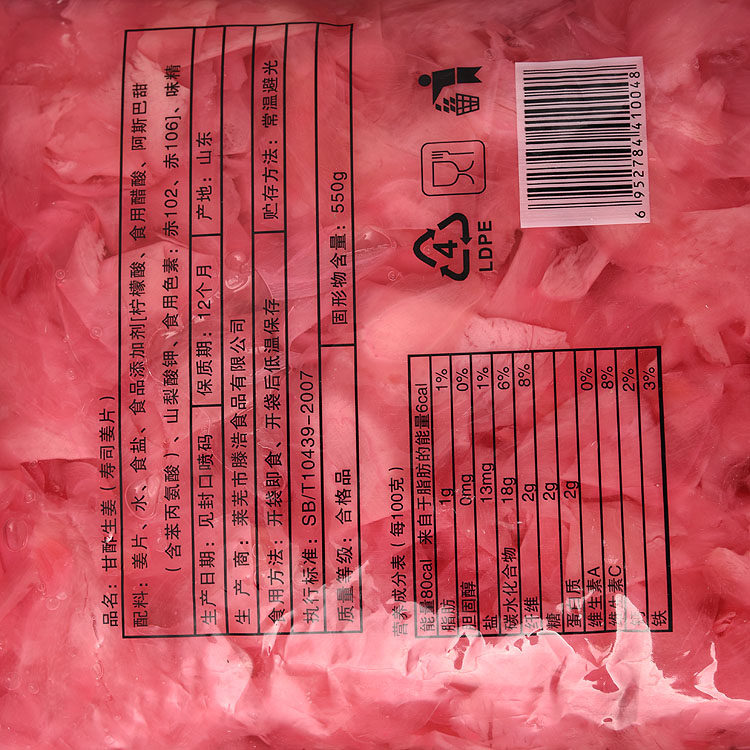 品名：甘酢生姜（寿司姜片）
配料：姜片、水、食盐、食品添加剂[柠檬酸、食用醋酸、阿斯巴甜
（含苯丙氨酸）、山梨酸钾、食用色素：赤102、赤106]、味精
生产日期：见封口喷码 保质期：12个月 产地：山东
生 产 商：莱芜市滕浩食品有限公司
食用方法：开袋即食、开袋后低温保存 贮存方法：常温避光
执行标准：SB/T10439-2007
质量等级：合格品 固形物含量：550g
LDPE
4
6952784410048
营养成分表（每100克）
能量80cal 来自于脂肪的能量6cal
脂肪 1g 1%
胆固醇 0mg 0%
盐 13mg 1%
碳水化合物 18g 6%
纤维 2g 8%
糖 2g
蛋白质 2g
维生素A 0%
维生素C 8%
2%
铁 3%